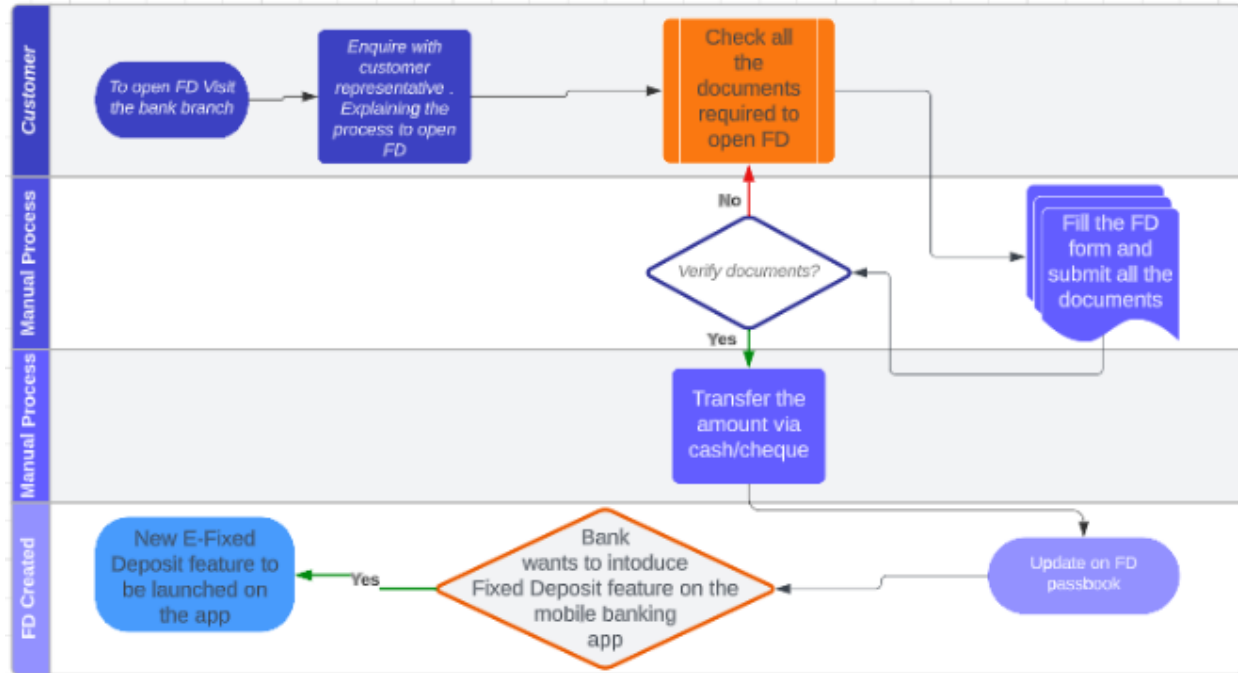 Customer
To open FD Visit
the bank branch
Enquire with
customer
representative .
Explaining the
process to open
FD
Check all
the
documents
required to
open FD
Manual Process
No
Verify documents?
Yes
Fill the FD
form and
submit all the
documents
Manual Process
Transfer the
amount via
cash/cheque
FD Created
New E-Fixed
Deposit feature to
be launched on
the app
Yes
Bank
wants to intoduce
Fixed Deposit feature on the
mobile banking
app
Update on FD
passbook